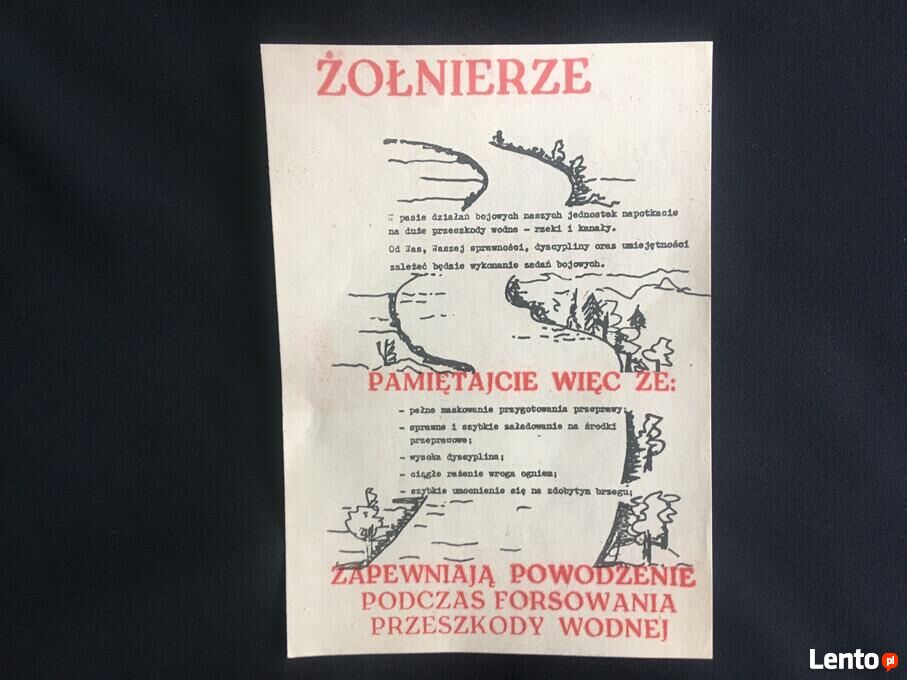 ŻOŁNIERZE
W pasie działań bojowych naszych jednostek napotkacie
na duże przeszkody wodne - rzeki i kanały.
Od Was, Waszej sprawności, dyscypliny oraz umiejętności
zależeć będzie wykonanie zadań bojowych.
PAMIĘTAJCIE WIĘC ŻE:
- pełne maskowanie przygotowania przeprawy;
- sprawne i szybkie załadowanie na środki
przeprawowe;
- wysoka dyscyplina;
- ciągłe rażenie wroga ogniem;
- szybkie umocnienie się na zdobytym brzegu;
ZAPEWNIAJĄ POWODZENIE
PODCZAS FORSOWANIA
PRZESZKODY WODNEJ
Lento.pl